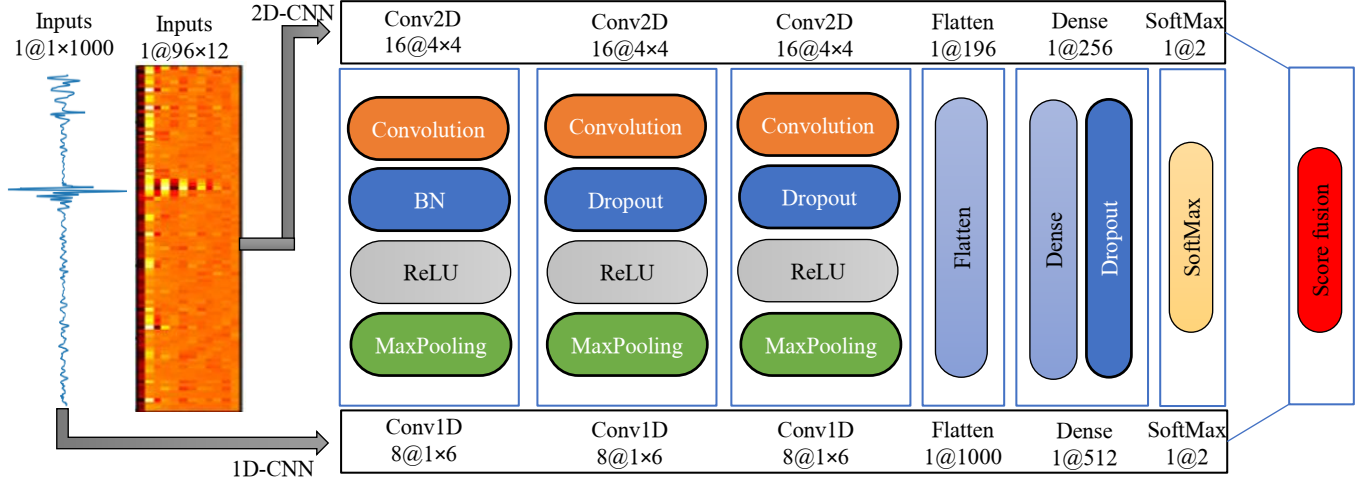 Inputs
1@1×1000
Inputs
1@96×12
2D-CNN
Conv2D
16@4×4
Conv2D
16@4×4
Conv2D
16@4×4
Flatten
1@196
Dense
1@256
SoftMax
1@2
Convolution
BN
ReLU
MaxPooling
Convolution
Dropout
ReLU
MaxPooling
Convolution
Dropout
ReLU
MaxPooling
Flatten
Dense
Dropout
SoftMax
Score fusion
1D-CNN
Conv1D
8@1×6
Conv1D
8@1×6
Conv1D
8@1×6
Flatten
1@1000
Dense
1@512
SoftMax
1@2